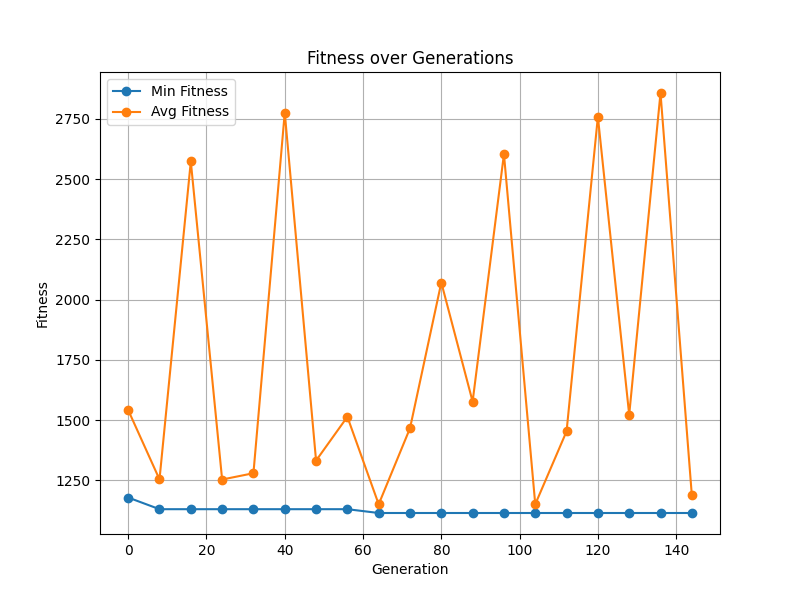 Fitness over Generations
Min Fitness
Avg Fitness
Fitness
2750
2500
2250
2000
1750
1500
1250
0 20 40 60 80 100 120 140
Generation